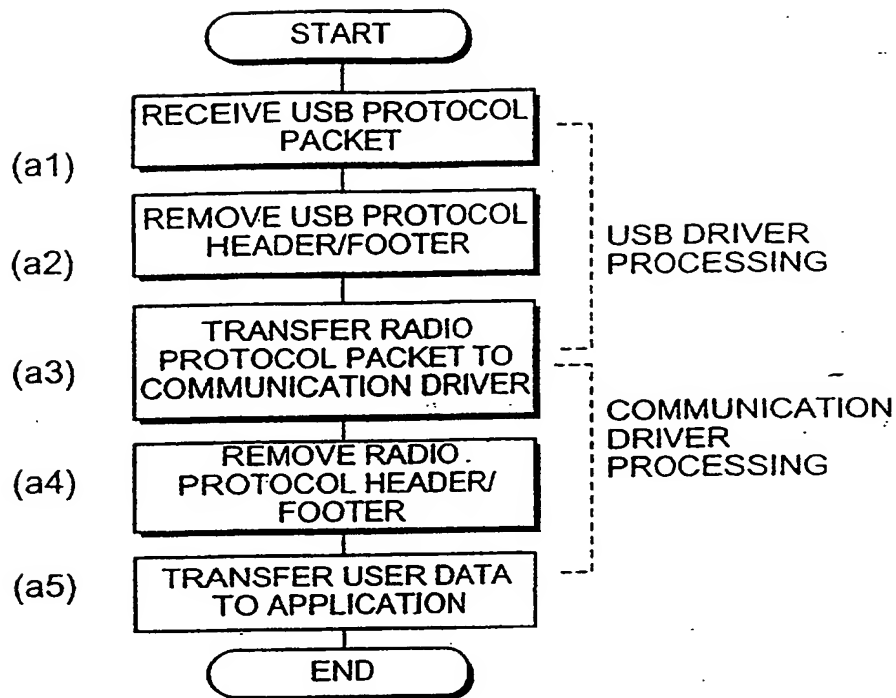 START
(a1)
RECEIVE USB PROTOCOL
PACKET
(a2)
REMOVE USB PROTOCOL
HEADER/FOOTER
USB DRIVER
PROCESSING
(a3)
TRANSFER RADIO
PROTOCOL PACKET TO
COMMUNICATION DRIVER
COMMUNICATION
DRIVER
PROCESSING
(a4)
REMOVE RADIO
PROTOCOL HEADER/
FOOTER
(a5)
TRANSFER USER DATA
TO APPLICATION
END